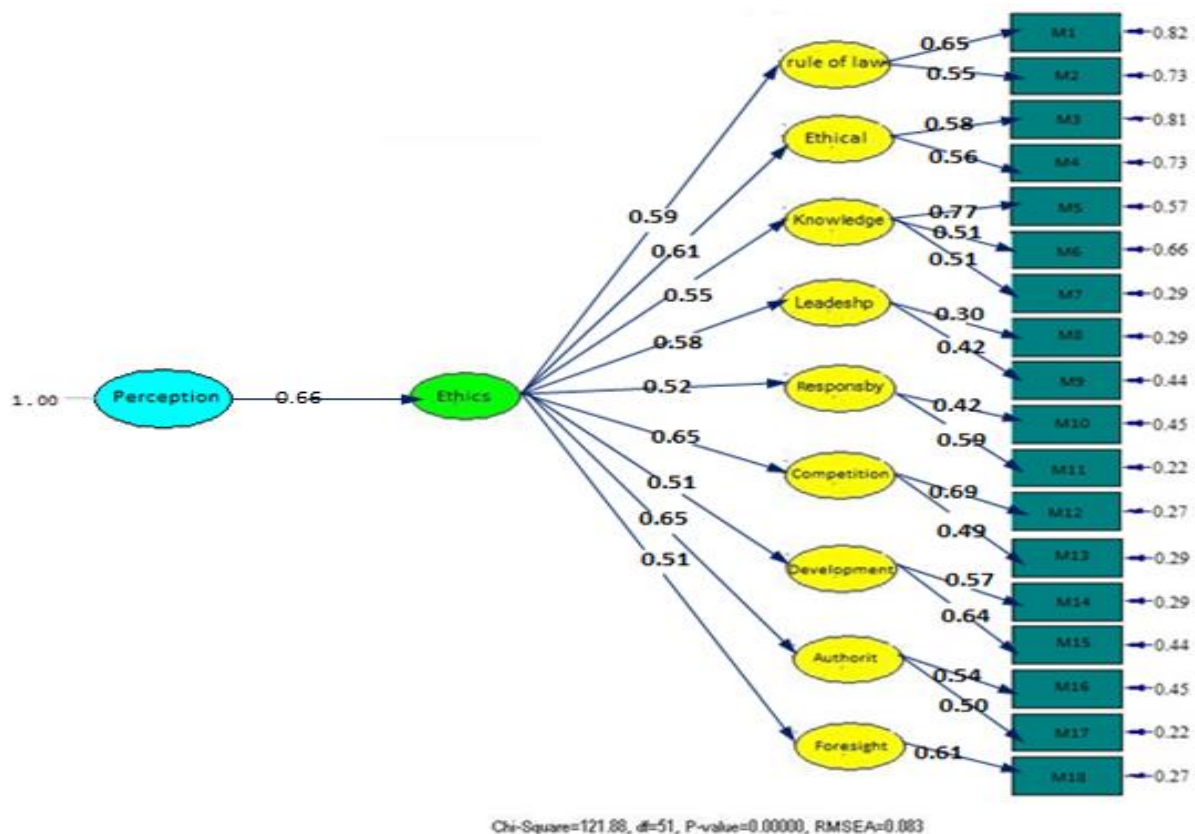 M1
0.82
0.65
rule of law
0.55
M2
0.73
0.58
M3
0.81
Ethical
0.56
M4
0.73
0.77
M5
0.57
0.59
Knowledge
0.51
M6
0.66
0.61
0.51
M7
0.29
0.55
Leadeshp
0.30
M8
0.29
0.58
0.42
M9
0.44
1.00
Perception
0.66
Ethics
0.52
Responsby
0.42
M10
0.45
0.59
M11
0.22
0.65
Competition
0.69
M12
0.27
0.51
0.49
M13
0.29
0.65
Development
0.57
M14
0.29
0.51
0.64
M15
0.44
Authorit
0.54
M16
0.45
0.50
M17
0.22
Foresight
0.61
M18
0.27
Chi-Square=121.88, df=51, P-value=0.00000, RMSEA=0.083